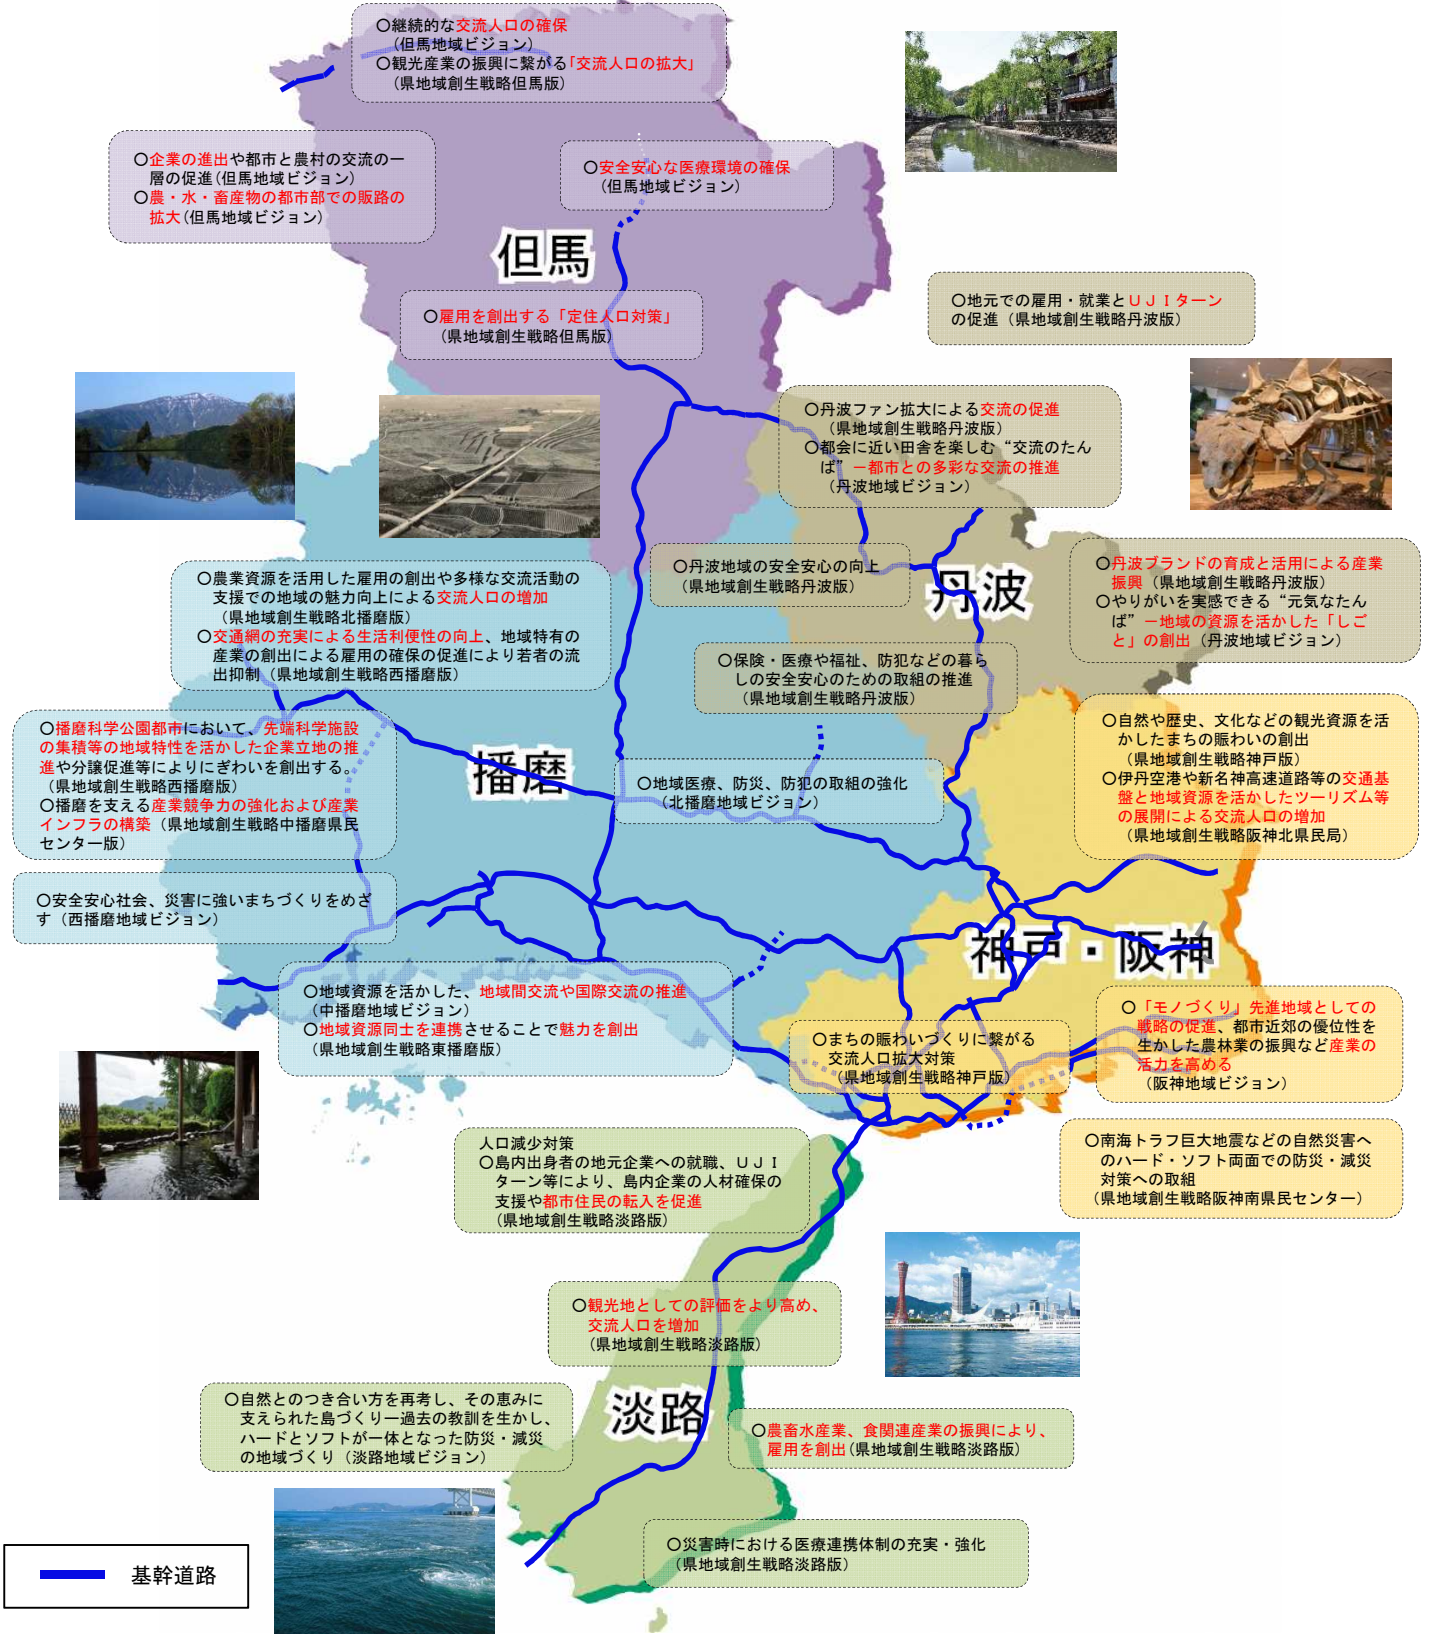 ○継続的な交流人口の確保
(但馬地域ビジョン)
○観光産業の振興に繋がる「交流人口の拡大」
(県地域創生戦略但馬版)
○企業の進出や都市と農村の交流の一
層の促進(但馬地域ビジョン)
○農・水・畜産物の都市部での販路の
拡大(但馬地域ビジョン)
○安全安心な医療環境の確保
(但馬地域ビジョン)
但馬
○雇用を創出する「定住人口対策」
(県地域創生戦略但馬版)
○地元での雇用・就業とUJIターン
の促進(県地域創生戦略丹波版)
○丹波ファン拡大による交流の促進
(県地域創生戦略丹波版)
○都会に近い田舎を楽しむ“交流のたん
ば”－都市との多彩な交流の推進
(丹波地域ビジョン)
○丹波地域の安全安心の向上
(県地域創生戦略丹波版)
丹波
○丹波ブランドの育成と活用による産業
振興(県地域創生戦略丹波版)
○やりがいを実感できる“元気なたん
ば”－地域の資源を活かした「しご
と」の創出(丹波地域ビジョン)
○農業資源を活用した雇用の創出や多様な交流活動の
支援での地域の魅力向上による交流人口の増加
(県地域創生戦略北播磨版)
○交通網の充実による生活利便性の向上、地域特有の
産業の創出による雇用の確保の促進により若者の流
出抑制(県地域創生戦略西播磨版)
○保険・医療や福祉、防犯などの暮ら
しの安全安心のための取組の推進
(県地域創生戦略丹波版)
○播磨科学公園都市において、先端科学施設
の集積等の地域特性を活かした企業立地の推
進や分譲促進等によりにぎわいを創出する。
(県地域創生戦略西播磨版)
○播磨を支える産業競争力の強化および産業
インフラの構築(県地域創生戦略中播磨県民
センター版)
播磨
○地域医療、防災、防犯の取組の強化
(北播磨地域ビジョン)
○自然や歴史、文化などの観光資源を活
かしたまちの賑わいの創出
(県地域創生戦略神戸版)
○伊丹空港や新名神高速道路等の交通基
盤と地域資源を活かしたツーリズム等
の展開による交流人口の増加
(県地域創生戦略阪神北県民局)
○安全安心社会、災害に強いまちづくりをめざ
す(西播磨地域ビジョン)
神戸・阪神
○地域資源を活かした、地域間交流や国際交流の推進
(中播磨地域ビジョン)
○地域資源同士を連携させることで魅力を創出
(県地域創生戦略東播磨版)
○まちの賑わいづくりに繋がる
交流人口拡大対策
(県地域創生戦略神戸版)
○「モノづくり」先進地域としての
戦略の促進、都市近郊の優位性を
生かした農林業の振興など産業の
活力を高める
(阪神地域ビジョン)
人口減少対策
○島内出身者の地元企業への就職、UJI
ターン等により、島内企業の人材確保の
支援や都市住民の転入を促進
(県地域創生戦略淡路版)
○南海トラフ巨大地震などの自然災害へ
のハード・ソフト両面での防災・減災
対策への取組
(県地域創生戦略阪神南県民センター)
○観光地としての評価をより高め、
交流人口を増加
(県地域創生戦略淡路版)
○自然とのつき合い方を再考し、その恵みに
支えられた島づくり－過去の教訓を生かし、
ハードとソフトが一体となった防災・減災
の地域づくり(淡路地域ビジョン)
淡路
○農畜水産業、食関連産業の振興により、
雇用を創出(県地域創生戦略淡路版)
○災害時における医療連携体制の充実・強化
(県地域創生戦略淡路版)
基幹道路